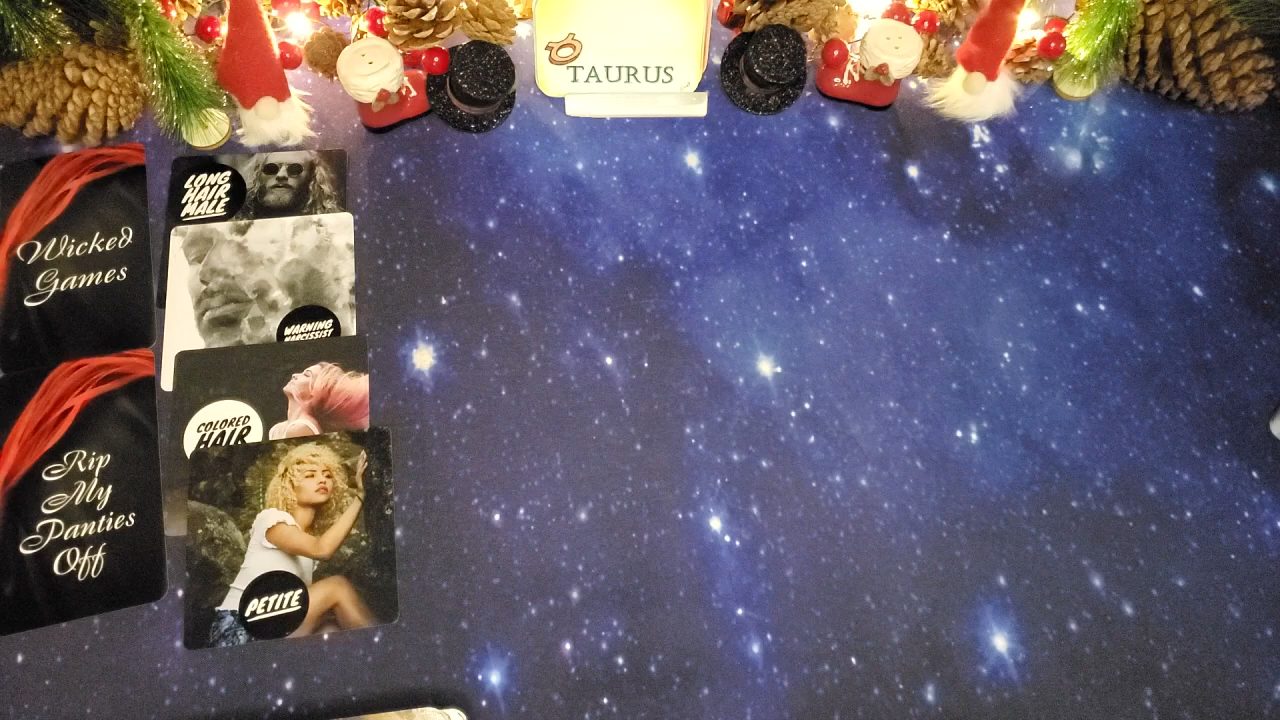 TAURUS
Wicked
Games
LONG
HAIR
MALE
WARNING
NARCISSIST
COLORED
HAIR
Rip
My
Panties
Off
PETITE